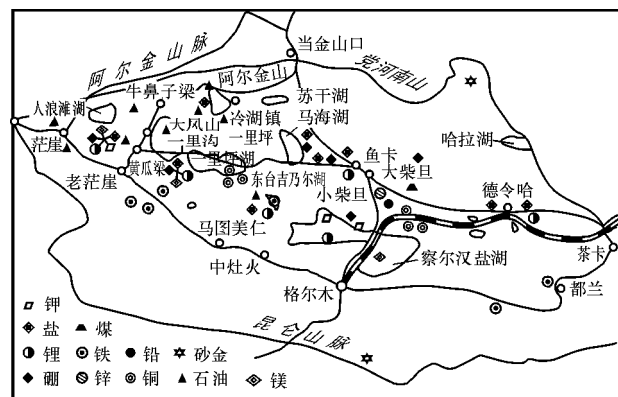 当金山口
阿尔金山脉
党河南山
阿尔金山
牛鼻子梁
苏干湖
人浪滩湖
冷湖镇
马海湖
大凤山
一里坪
哈拉湖
茫崖
一里沟
鱼卡
黄瓜梁
里坪湖
大柴旦
老茫崖
东台吉乃尔湖
小柴旦
德令哈
马图美仁
茶卡
中灶火
察尔汗盐湖
格尔木
都兰
钾
盐
煤
昆仑山脉
锂
铁
铅
砂金
硼
锌
铜
石油
镁